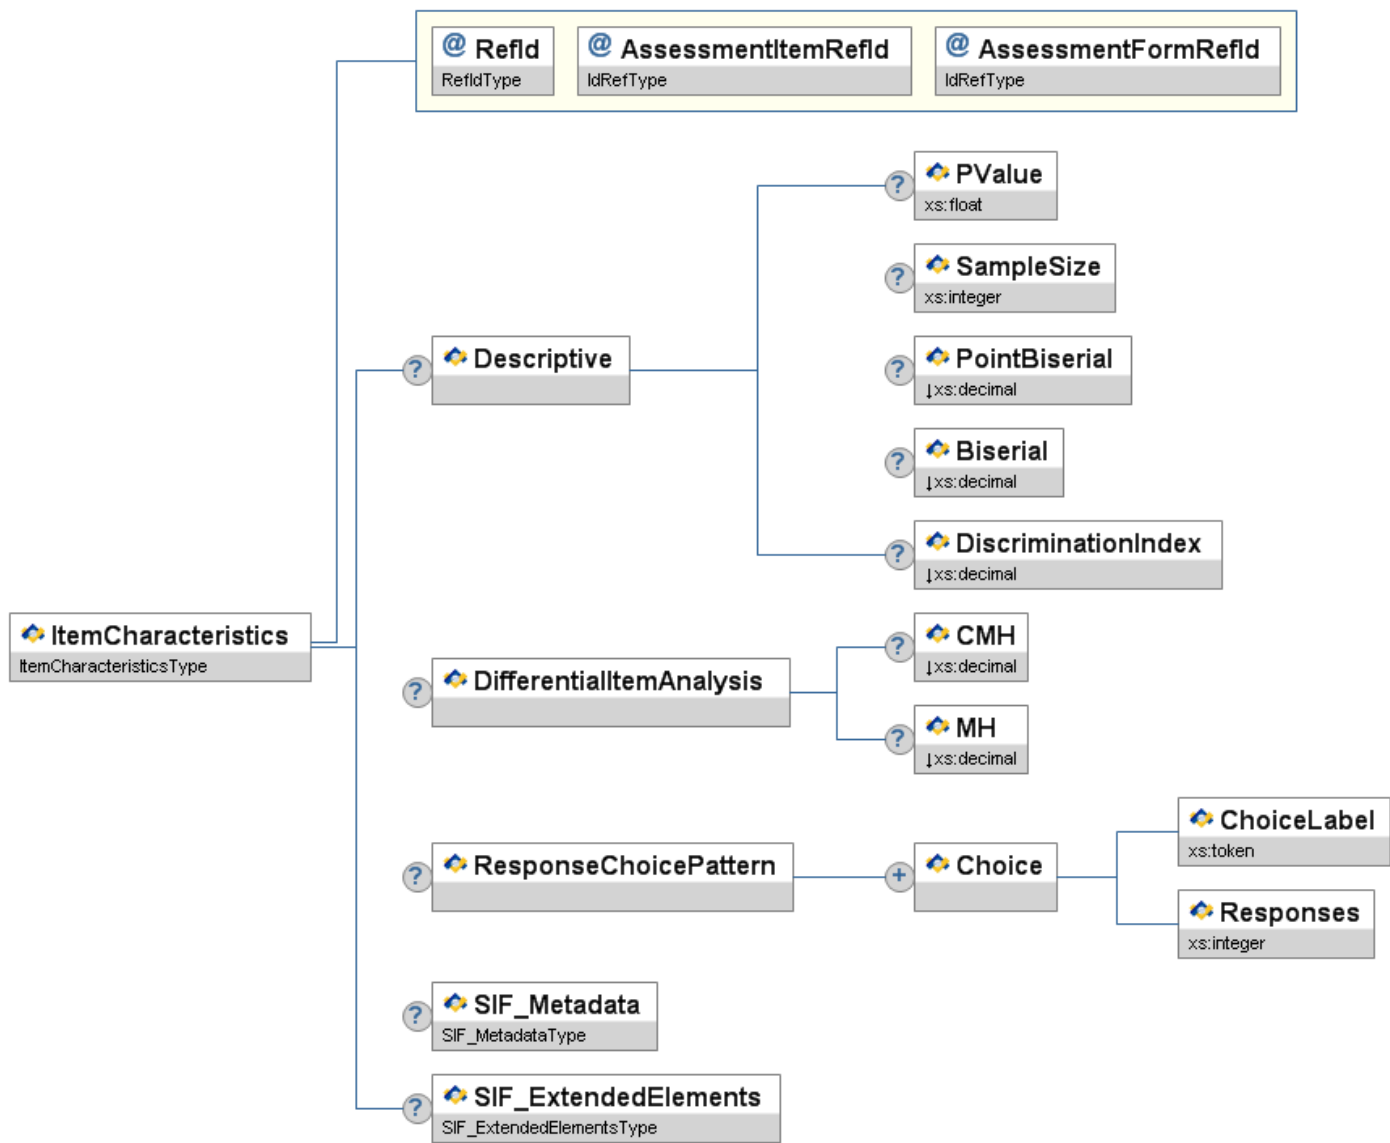 @ RefId
RefIdType
@ AssessmentItemRefId
IdRefType
@ AssessmentFormRefId
IdRefType
? PValue
xs:float
? SampleSize
xs:integer
? Descriptive
? PointBiserial
↓xs:decimal
? Biserial
↓xs:decimal
? DiscriminationIndex
↓xs:decimal
ItemCharacteristics
ItemCharacteristicsType
? DifferentialItemAnalysis
? CMH
↓xs:decimal
? MH
↓xs:decimal
? ResponseChoicePattern
+ Choice
ChoiceLabel
xs:token
Responses
xs:integer
? SIF_Metadata
SIF_MetadataType
? SIF_ExtendedElements
SIF_ExtendedElementsType